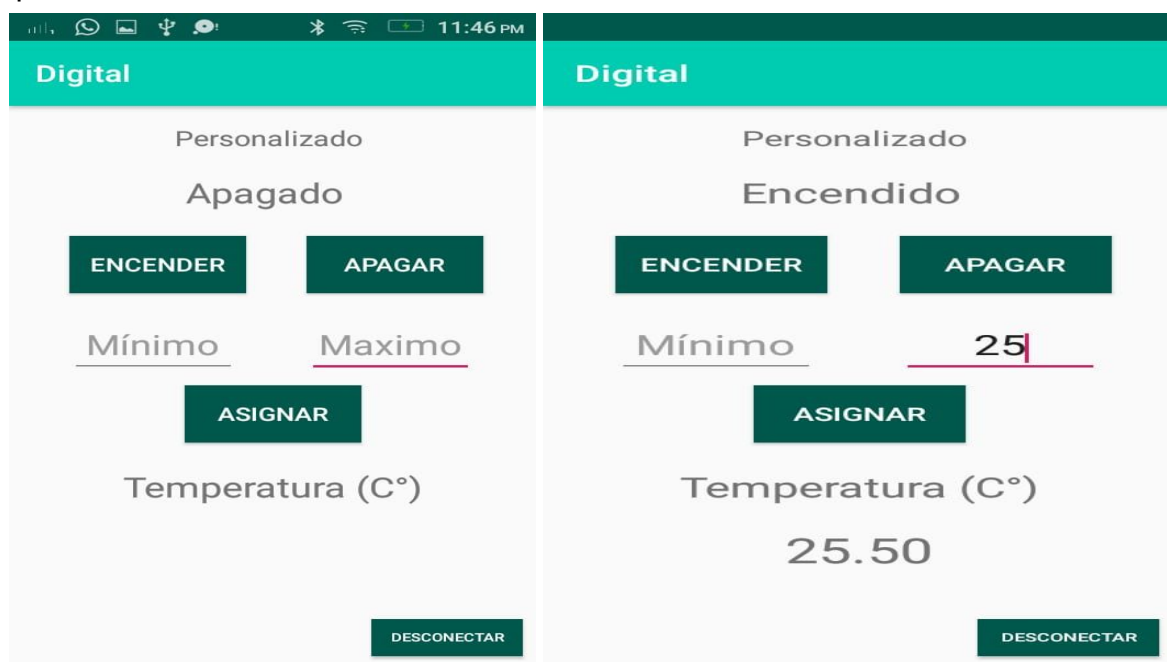 11:46 PM
Digital
Personalizado
Apagado
ENCENDER APAGAR
Mínimo Maximo
ASIGNAR
Temperatura (C°)
DESCONECTAR
Digital
Personalizado
Encendido
ENCENDER APAGAR
Mínimo 25
ASIGNAR
Temperatura (C°)
25.50
DESCONECTAR